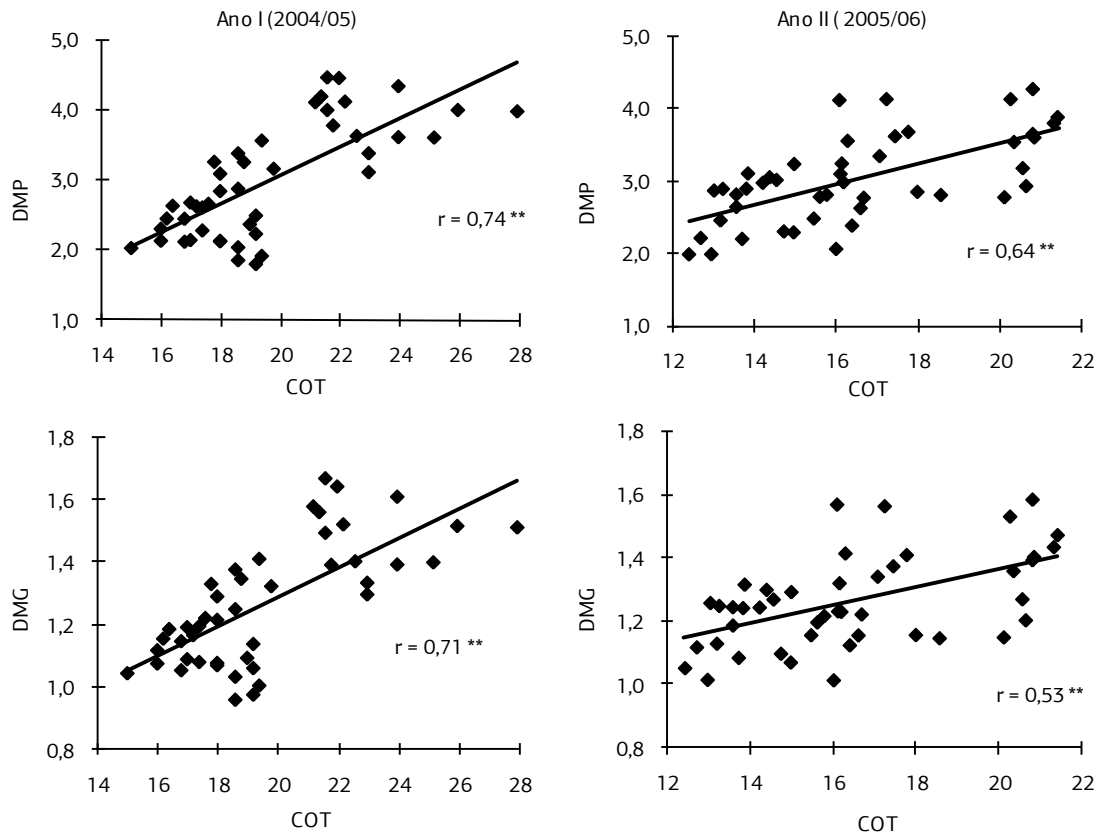 Ano I (2004/05)
5,0
4,0
3,0
2,0
1,0
DMP
r = 0,74 **
14 16 18 20 22 24 26 28
COT
Ano II ( 2005/06)
5,0
4,0
3,0
2,0
1,0
DMP
r = 0,64 **
12 14 16 18 20 22
COT
1,8
1,6
1,4
1,2
1,0
0,8
DMG
r = 0,71 **
14 16 18 20 22 24 26 28
COT
1,8
1,6
1,4
1,2
1,0
0,8
DMG
r = 0,53 **
12 14 16 18 20 22
COT